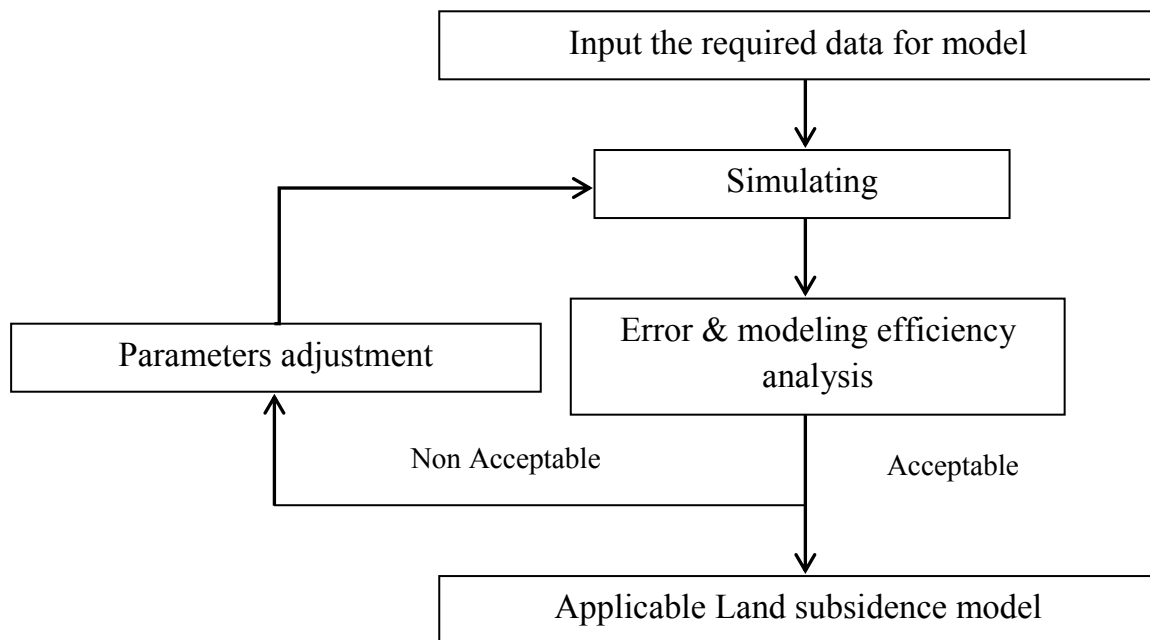 Input the required data for model
Simulating
Error & modeling efficiency
analysis
Parameters adjustment
Non Acceptable
Acceptable
Applicable Land subsidence model